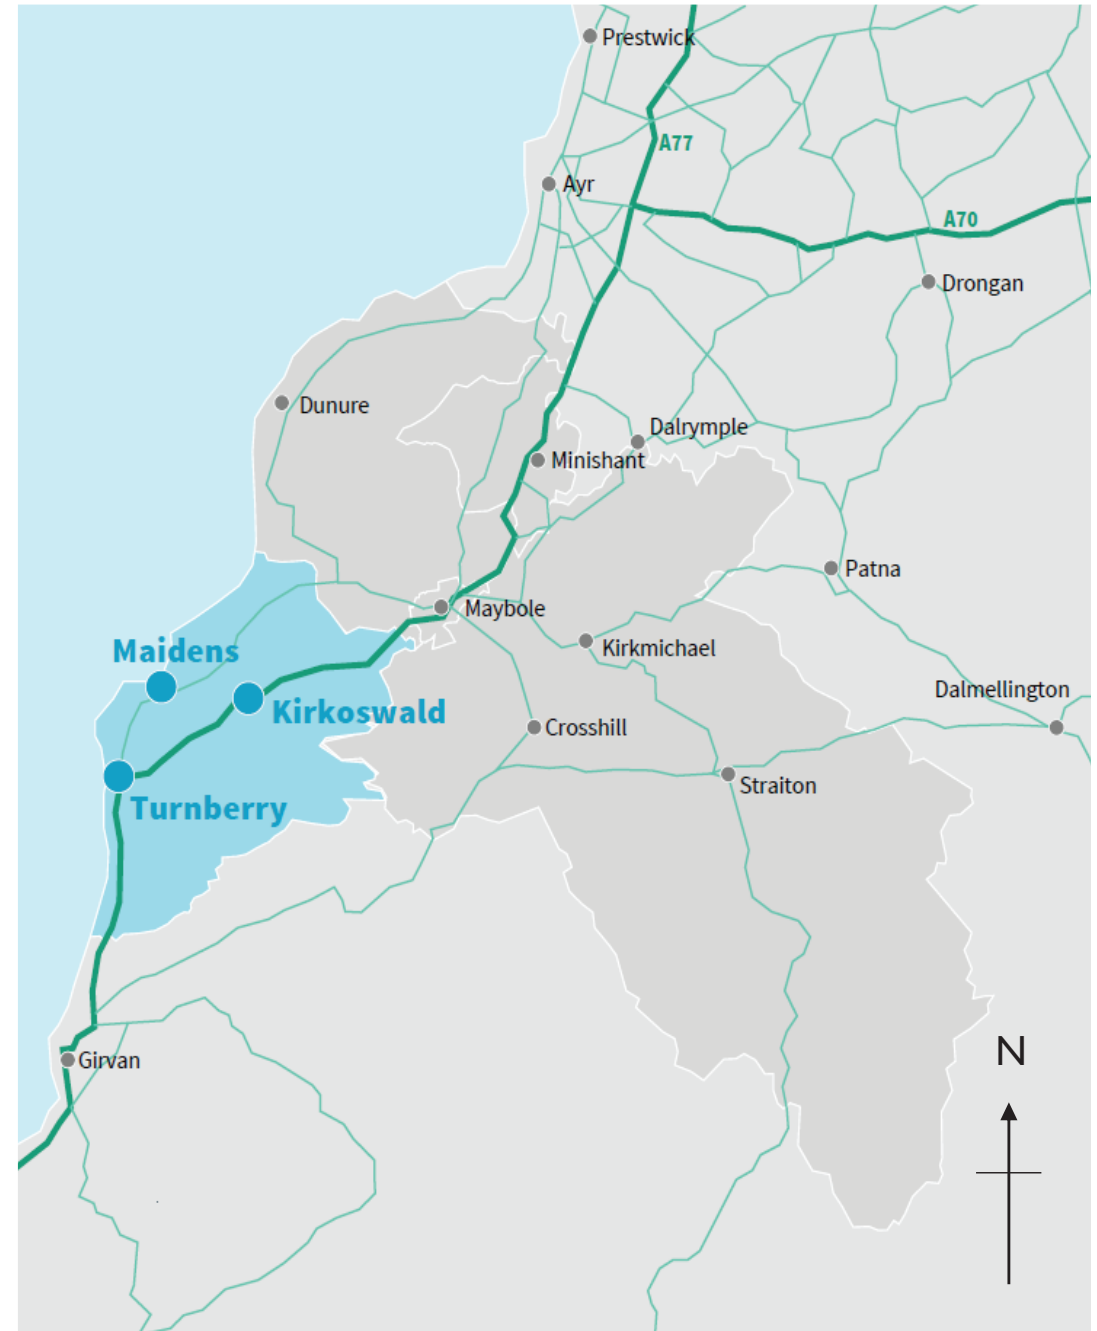 Prestwick
A77
Ayr
A70
Drongan
Dunure
Dalrymple
Minishant
Patna
Maybole
Maidens
Kirkmichael
Dalmellington
Kirkoswald
Crosshill
Straiton
Turnberry
N
Girvan